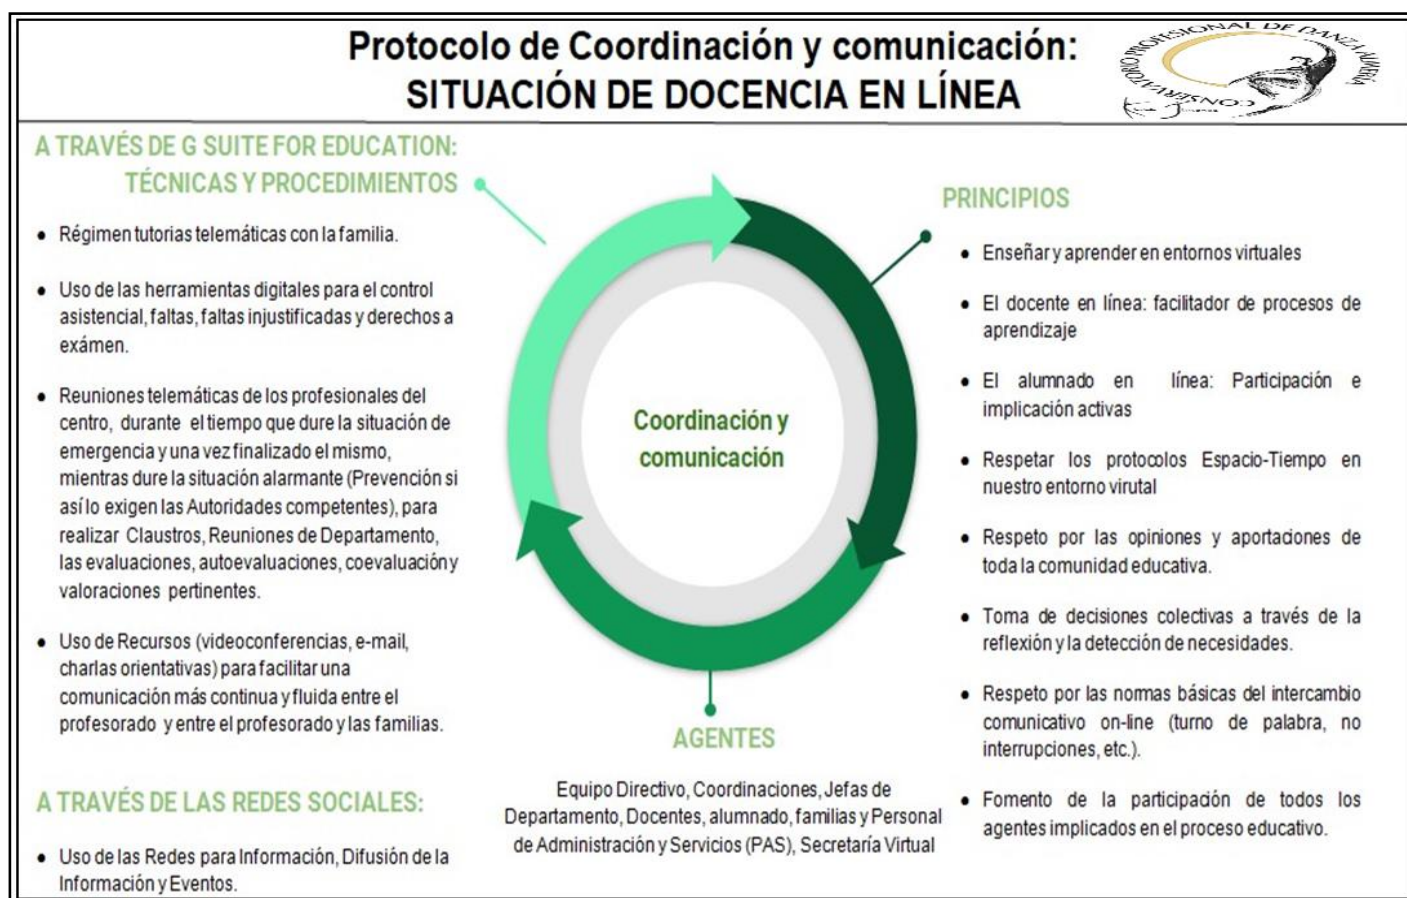 Protocolo de Coordinación y comunicación:
SITUACIÓN DE DOCENCIA EN LÍNEA
CONSERVATORIO PROFESIONAL DE DANZA ALMERÍA
A TRAVÉS DE G SUITE FOR EDUCATION:
TÉCNICAS Y PROCEDIMIENTOS
● Régimen tutorias telemáticas con la familia.
● Uso de las herramientas digitales para el control
asistencial, faltas, faltas injustificadas y derechos a
exámen.
● Reuniones telemáticas de los profesionales del
centro, durante el tiempo que dure la situación de
emergencia y una vez finalizado el mismo,
mientras dure la situación alarmante (Prevención si
así lo exigen las Autoridades competentes), para
realizar Claustros, Reuniones de Departamento,
las evaluaciones, autoevaluaciones, coevaluación y
valoraciones pertinentes.
● Uso de Recursos (videoconferencias, e-mail,
charlas orientativas) para facilitar una
comunicación más continua y fluida entre el
profesorado y entre el profesorado y las familias.
A TRAVÉS DE LAS REDES SOCIALES:
● Uso de las Redes para Información, Difusión de la
Información y Eventos.
Coordinación y
comunicación
AGENTES
Equipo Directivo, Coordinaciones, Jefas de
Departamento, Docentes, alumnado, familias y Personal
de Administración y Servicios (PAS), Secretaría Virtual
PRINCIPIOS
● Enseñar y aprender en entornos virtuales
● El docente en línea: facilitador de procesos de
aprendizaje
● El alumnado en línea: Participación e
implicación activas
● Respetar los protocolos Espacio-Tiempo en
nuestro entorno virutal
● Respeto por las opiniones y aportaciones de
toda la comunidad educativa.
● Toma de decisiones colectivas a través de la
reflexión y la detección de necesidades.
● Respeto por las normas básicas del intercambio
comunicativo on-line (turno de palabra, no
interrupciones, etc.).
● Fomento de la participación de todos los
agentes implicados en el proceso educativo.